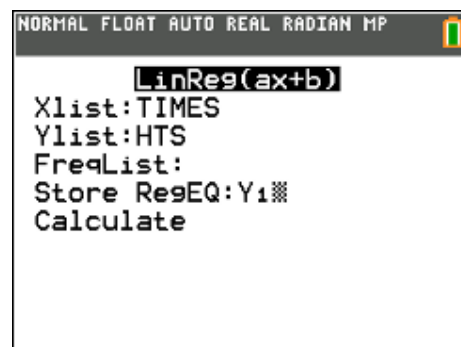 NORMAL FLOAT AUTO REAL RADIAN MP
LinReg(ax+b)
Xlist:TIMES
Ylist:HTS
FreqList:
Store RegEQ:Y₁
Calculate